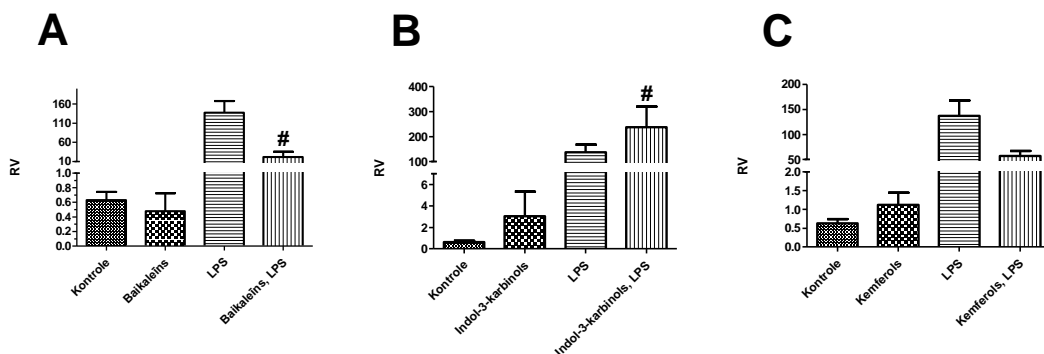 A
B
C
RV
160
110
60
10
1.0
0.8
0.6
0.4
0.2
0.0
#
Kontrole
Baikaleīns
LPS
Baikaleīns, LPS
RV
400
300
200
100
6
4
2
0
#
Kontrole
Indol-3-karbinols
LPS
Indol-3-karbinols, LPS
RV
200
150
100
50
2.0
1.5
1.0
0.5
0.0
Kontrole
Kemferols
LPS
Kemferols, LPS